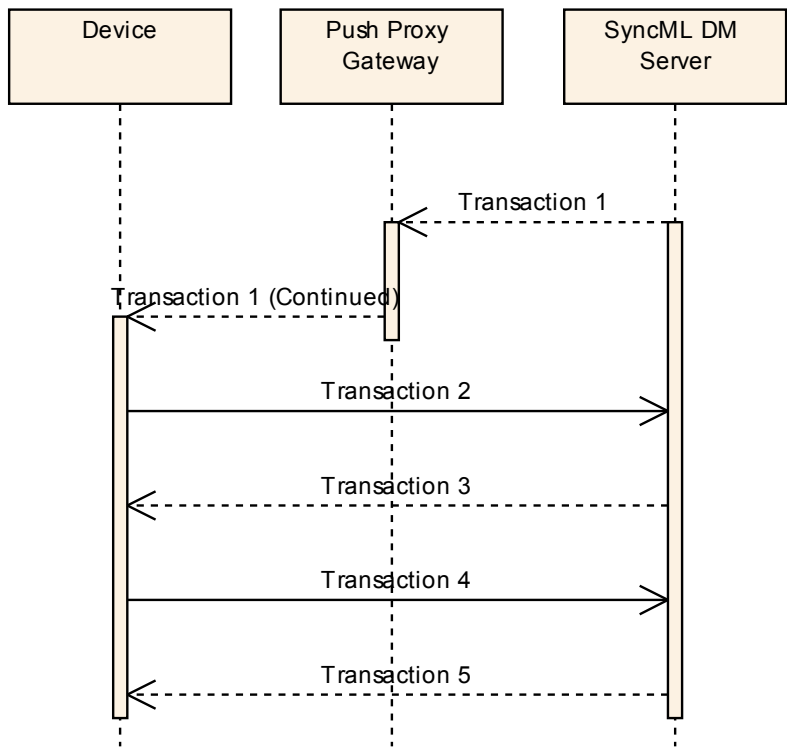 Device
Push Proxy
Gateway
SyncML DM
Server
Transaction 1
Transaction 1 (Continued)
Transaction 2
Transaction 3
Transaction 4
Transaction 5